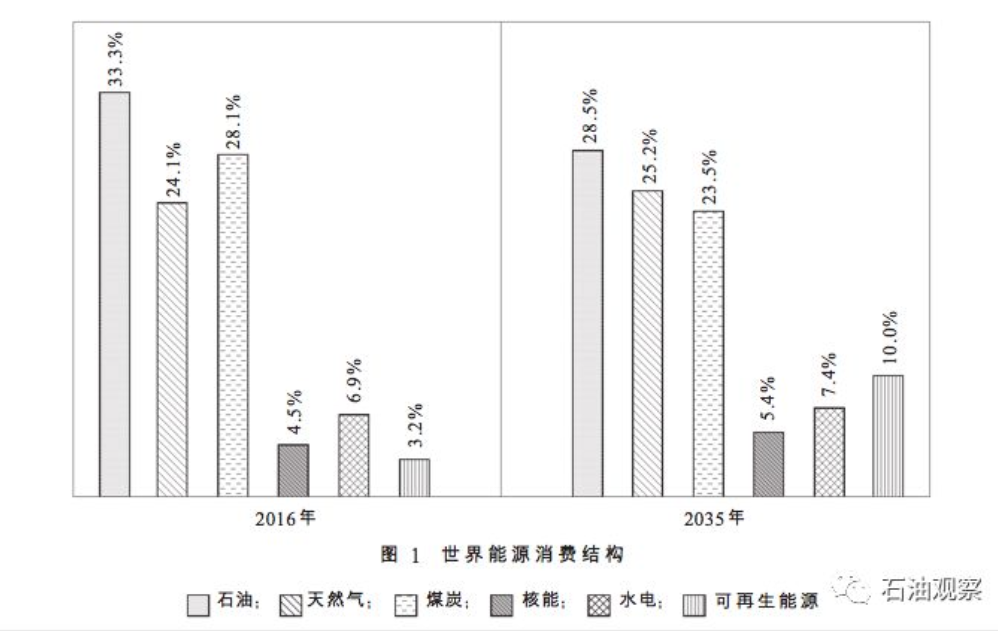 33.3%
24.1%
28.1%
4.5%
6.9%
3.2%
28.5%
25.2%
23.5%
5.4%
7.4%
10.0%
2016年
2035年
图 1 世界能源消费结构
石油; 天然气; 煤炭; 核能; 水电; 可再生能源
石油观察